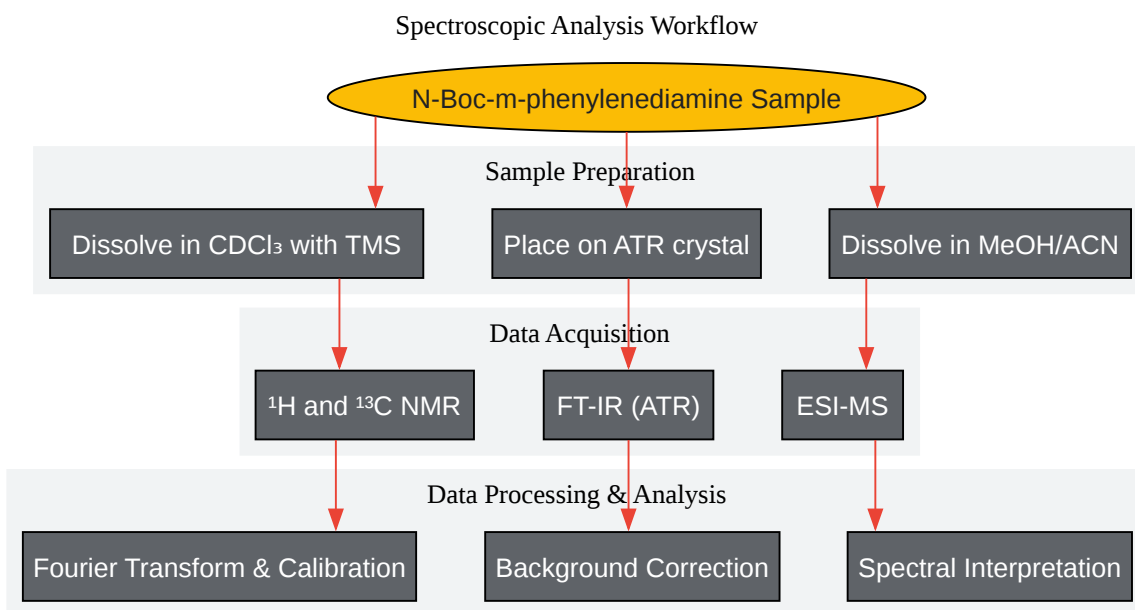 Spectroscopic Analysis Workflow
N-Boc-m-phenylenediamine Sample
Sample Preparation
Dissolve in CDCl₃ with TMS
Place on ATR crystal
Dissolve in MeOH/ACN
Data Acquisition
¹H and ¹³C NMR
FT-IR (ATR)
ESI-MS
Data Processing & Analysis
Fourier Transform & Calibration
Background Correction
Spectral Interpretation